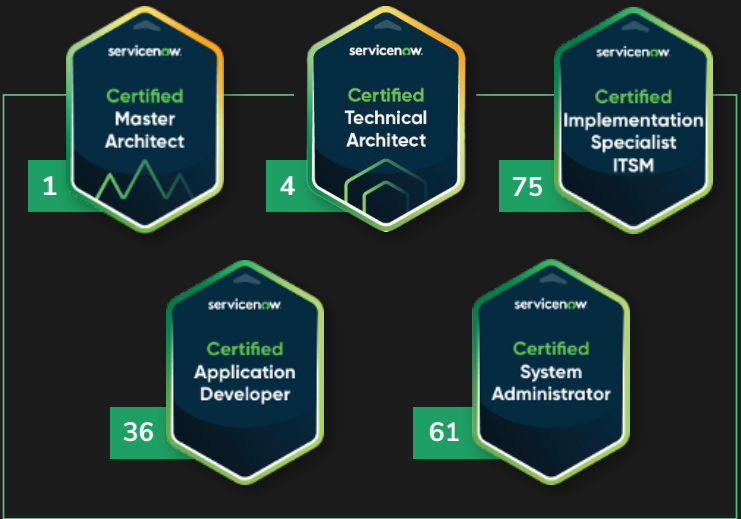 servicenow.
Certified
Master
Architect
1
servicenow.
Certified
Technical
Architect
4
servicenow
Certified
Implementation
Specialist
ITSM
75
servicenow
Certified
Application
Developer
36
servicenow
Certified
System
Administrator
61